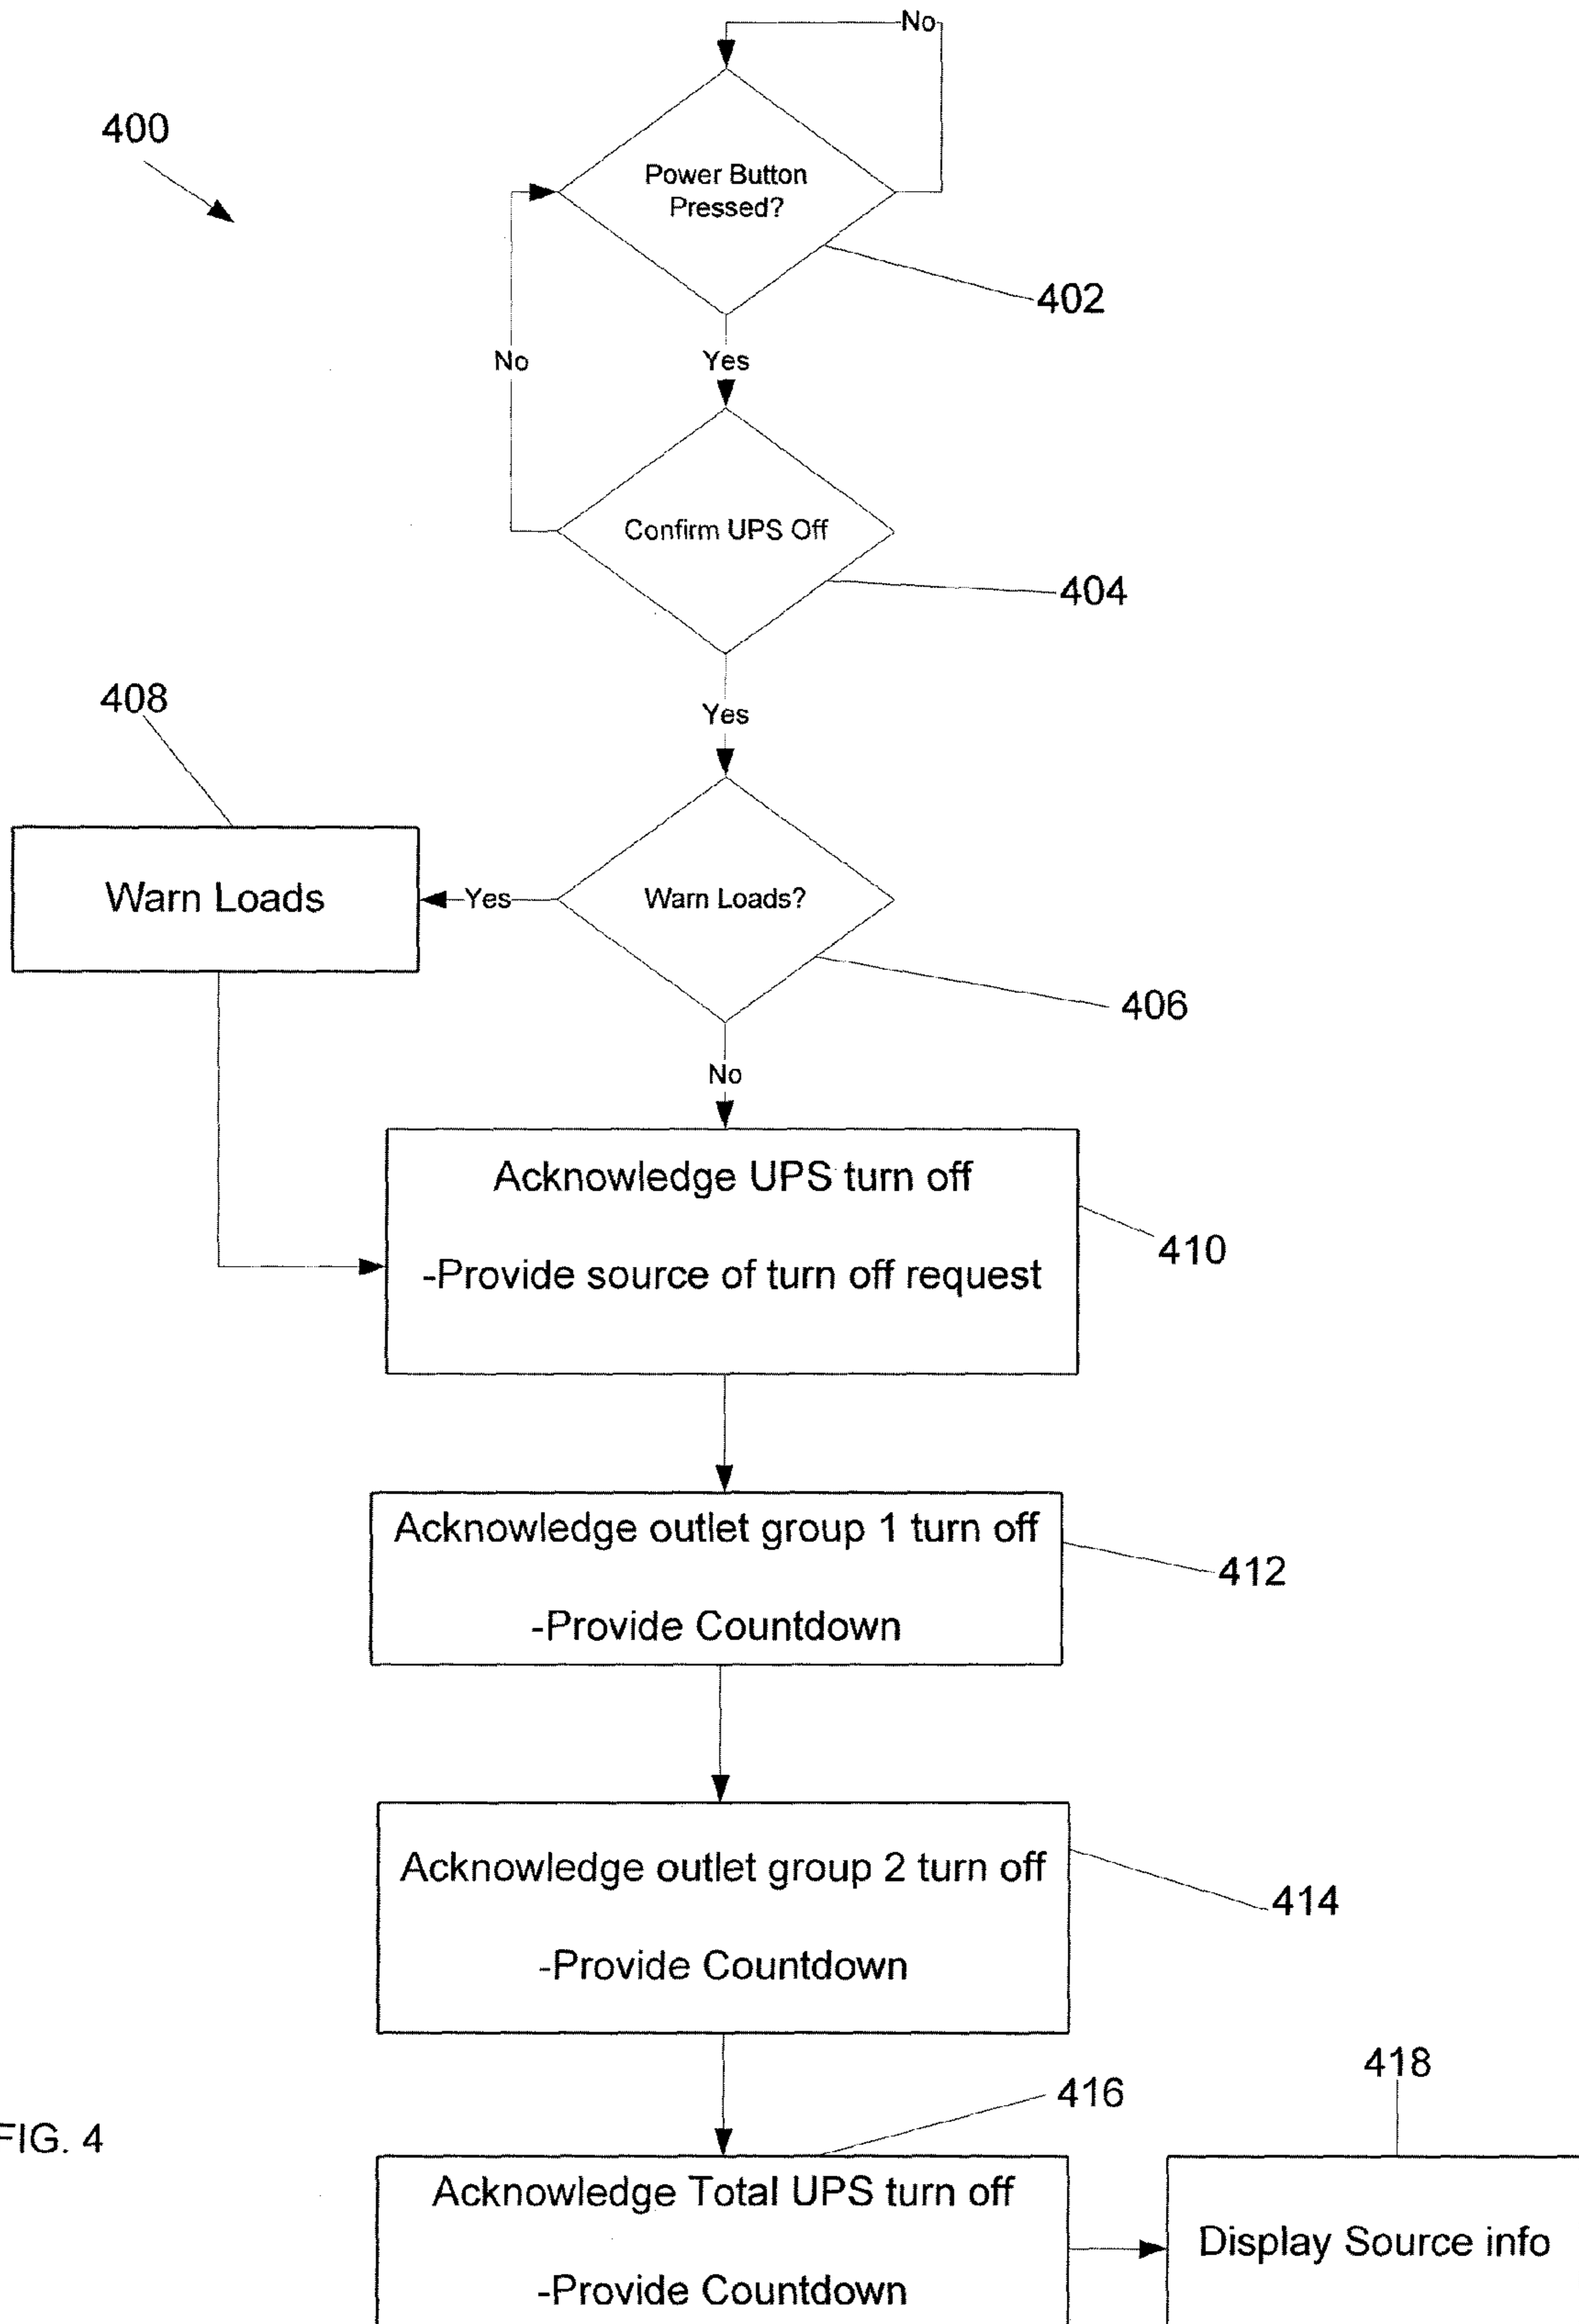 No
400
Power Button
Pressed?
402
No
Yes
Confirm UPS Off
404
Yes
408
Warn Loads
Yes
Warn Loads?
406
No
Acknowledge UPS turn off
-Provide source of turn off request
410
Acknowledge outlet group 1 turn off
-Provide Countdown
412
Acknowledge outlet group 2 turn off
-Provide Countdown
414
418
416
FIG. 4
Acknowledge Total UPS turn off
-Provide Countdown
Display Source info